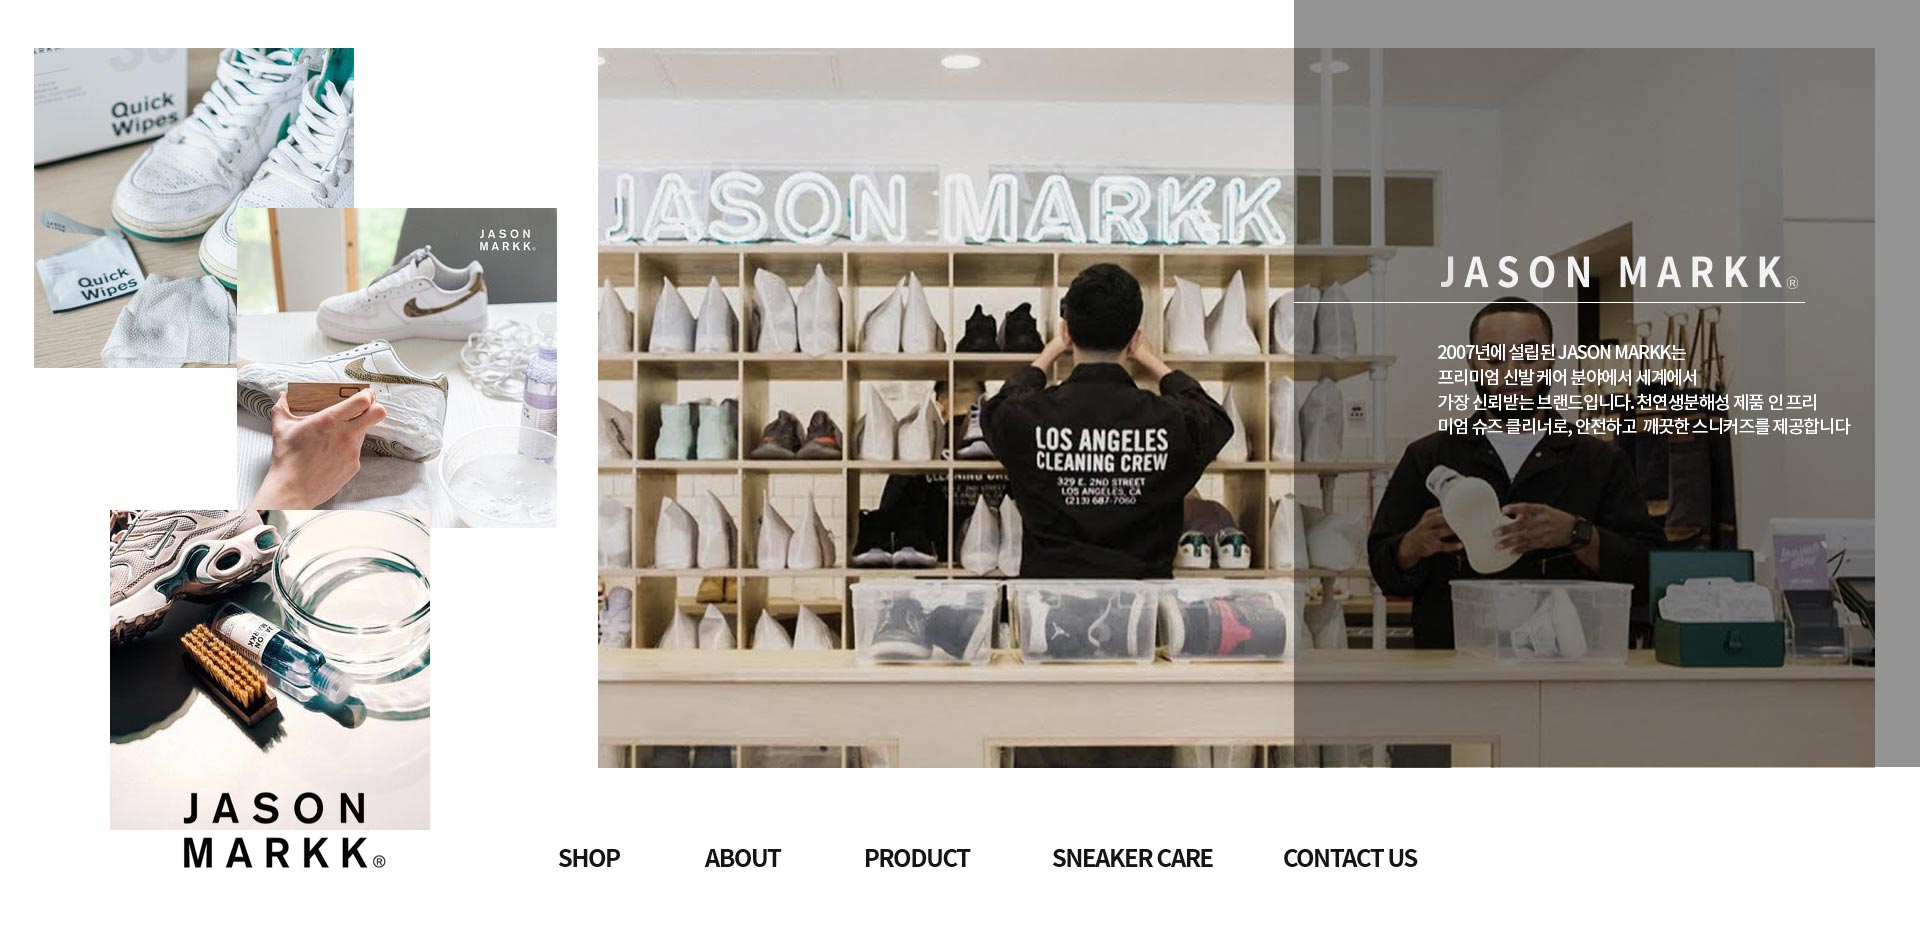 Quick
Wipes
Quick
Wipes
JASON
MARKK®
JASON
MARKK
JASON
MARKK®
JASON MARKK
LOS ANGELES
CLEANING CREW
329 E. 2ND STREET
LOS ANGELES, CA
(213) 687-7060
JASON MARKK®
2007년에 설립된 JASON MARKK는
프리미엄 신발 케어 분야에서 세계에서
가장 신뢰받는 브랜드입니다. 천연생분해성 제품 인 프리
미엄 슈즈 클리너로, 안전하고 깨끗한 스니커즈를 제공합니다
SHOP ABOUT PRODUCT SNEAKER CARE CONTACT US